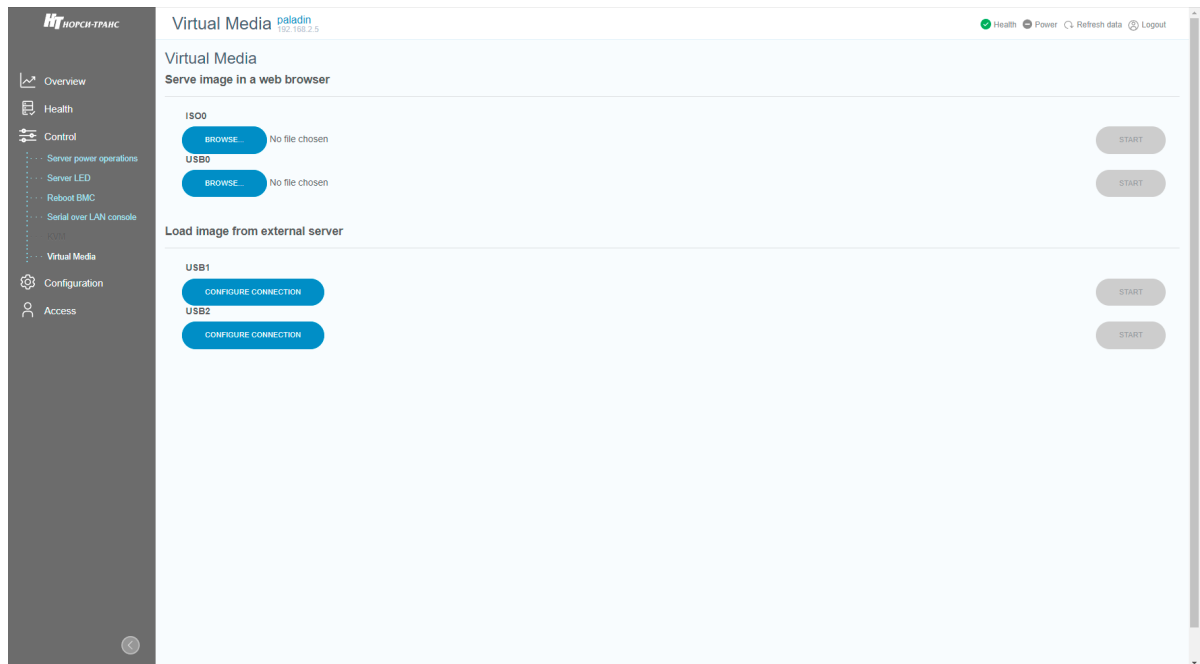 НТ НОРСИ-ТРАНС
Virtual Media paladin
192.168.2.5
Health Power Refresh data Logout
Overview
Health
Control
Server power operations
Server LED
Reboot BMC
Serial over LAN console
KVM
Virtual Media
Configuration
Access
Virtual Media
Serve image in a web browser
ISO0
BROWSE... No file chosen START
USB0
BROWSE... No file chosen START
Load image from external server
USB1
CONFIGURE CONNECTION START
USB2
CONFIGURE CONNECTION START